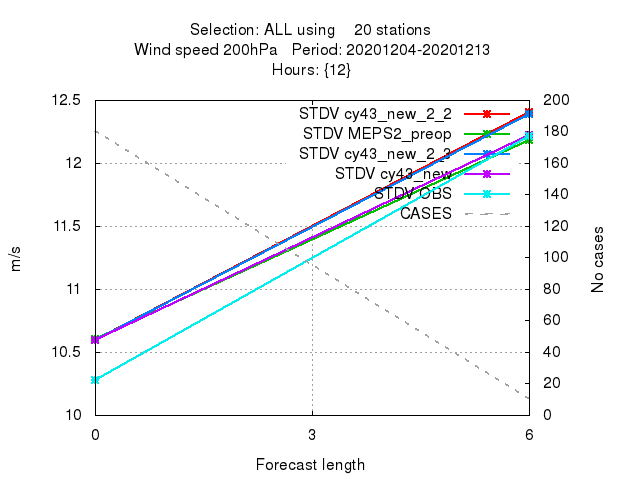 Selection: ALL using    20 stations
Wind speed 200hPa   Period: 20201204-20201213
Hours: {12}
12.5
12
11.5
11
10.5
10
m/s
STDV cy43_new_2_2
STDV MEPS2_preop
STDV cy43_new_2_3
STDV cy43_new
STDV OBS
CASES
200
180
160
140
120
100
80
60
40
20
0
No cases
0 3 6
Forecast length